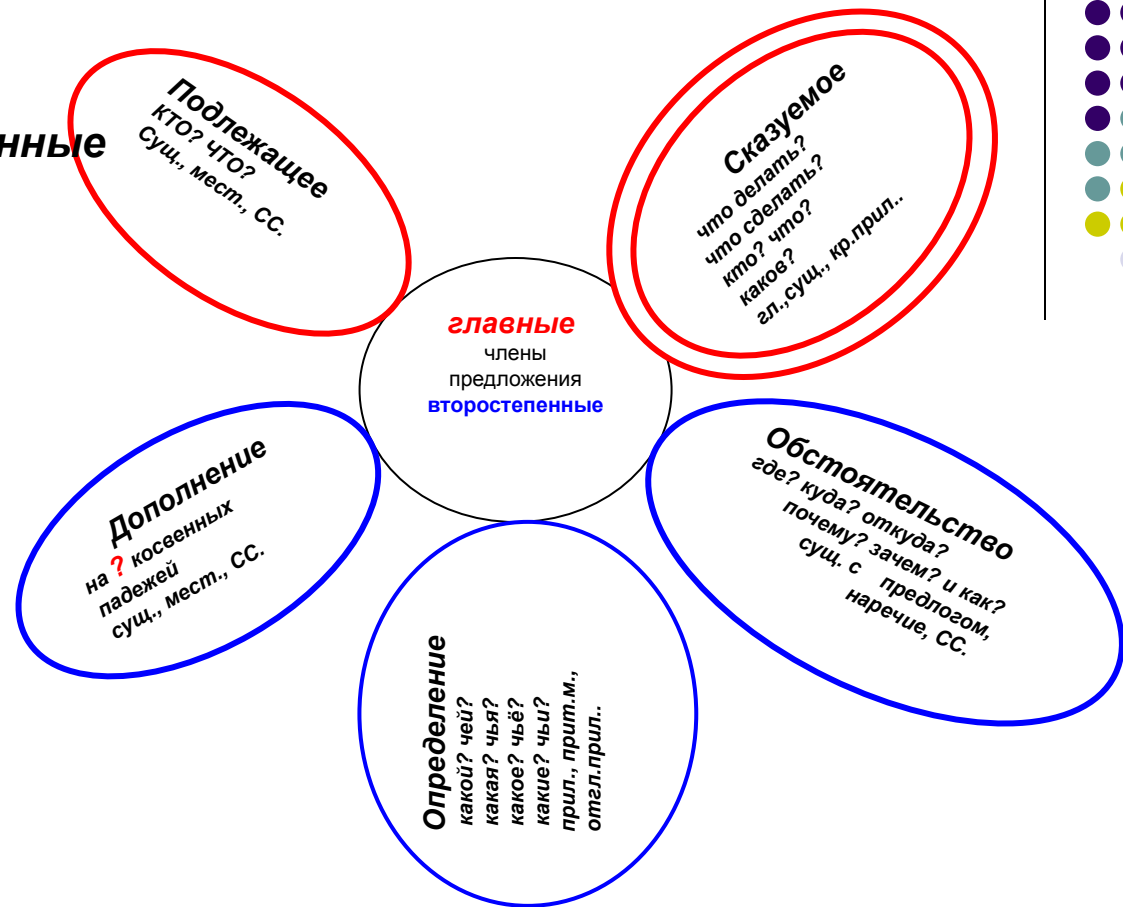 нные
Подлежащее
КТО? ЧТО?
Сущ., мест., СС.
Сказуемое
что делать?
что сделать?
кто? что?
каков?
гл.,сущ., кр.прил..
главные
члены
предложения
второстепенные
Дополнение
на ? косвенных
падежей
сущ., мест., СС.
Определение
какой? чей?
какая? чья?
какое? чьё?
какие? чьи?
прил., прит.м.,
отгл.прил..
Обстоятельство
где? куда? откуда?
почему? зачем? и как?
сущ. с предлогом,
наречие, СС.